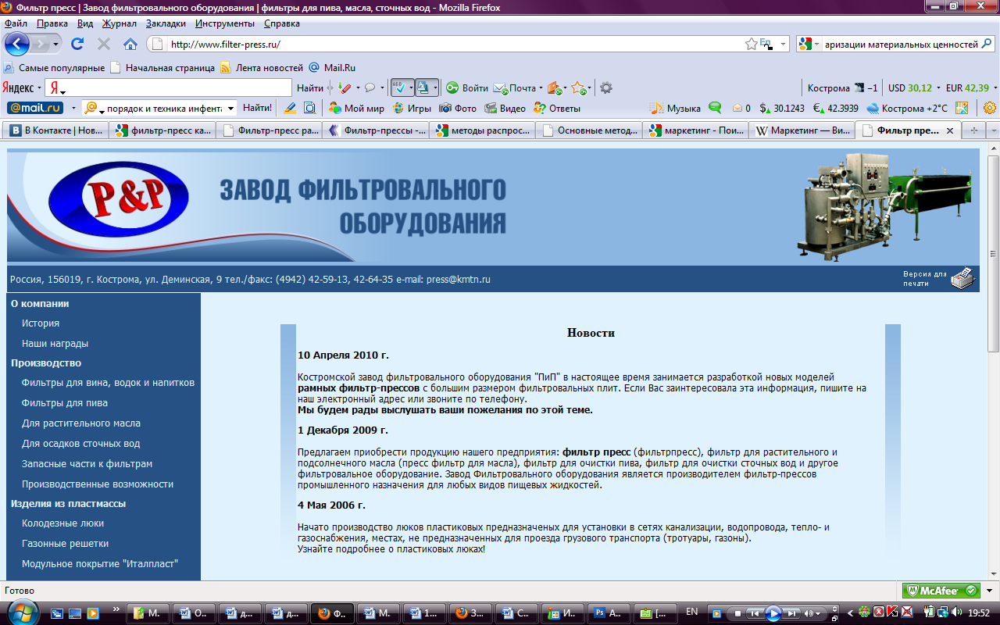 Фильтр пресс | Завод фильтровального оборудования | фильтры для пива, масла, сточных вод - Mozilla Firefox
Файл Правка Вид Журнал Закладки Инструменты Справка
http://www.filter-press.ru/ аризации материальных ценностей
Самые популярные Начальная страница Лента новостей Mail.Ru
Яндекс Я Найти ABC Войти Почта Кострома −1 USD 30,12 EUR 42,39
@mail.ru порядок и техника инфент Найти! Мой мир Игры Фото Видео Ответы Музыка 0 $ 30.1243 € 42.3939 Кострома +2°C
В Контакте | Нов... фильтр-пресс ка... Фильтр-пресс ра... Фильтр-прессы -... методы распрос... Основные метод... маркетинг - Пои... Маркетинг — Ви... Фильтр пре...
P&P
ЗАВОД ФИЛЬТРОВАЛЬНОГО
ОБОРУДОВАНИЯ
Россия, 156019, г. Кострома, ул. Деминская, 9 тел./факс: (4942) 42-59-13, 42-64-35 e-mail: press@kmtn.ru
Версия для
печати
О компании
История
Наши награды
Производство
Фильтры для вина, водок и напитков
Фильтры для пива
Для растительного масла
Для осадков сточных вод
Запасные части к фильтрам
Производственные возможности
Изделия из пластмассы
Колодезные люки
Газонные решетки
Модульное покрытие "Италпласт"
Новости
10 Апреля 2010 г.
Костромской завод фильтровального оборудования "ПиП" в настоящее время занимается разработкой новых моделей
рамных фильтр-прессов с большим размером фильтровальных плит. Если Вас заинтересовала эта информация, пишите на
наш электронный адрес или звоните по телефону.
Мы будем рады выслушать ваши пожелания по этой теме.
1 Декабря 2009 г.
Предлагаем приобрести продукцию нашего предприятия: фильтр пресс (фильтрпресс), фильтр для растительного и
подсолнечного масла (пресс фильтр для масла), фильтр для очистки пива, фильтр для очистки сточных вод и другое
фильтровальное оборудование. Завод Фильтровального оборудования является производителем фильтр-прессов
промышленного назначения для любых видов пищевых жидкостей.
4 Мая 2006 г.
Начато производство люков пластиковых предназначеных для установки в сетях канализации, водопровода, тепло- и
газоснабжения, местах, не предназначенных для проезда грузового транспорта (тротуары, газоны).
Узнайте подробнее о пластиковых люках!
Готово McAfee
М. О... д... д... Ф.. М. 1... З... С... И.. А.. [... EN 19:52